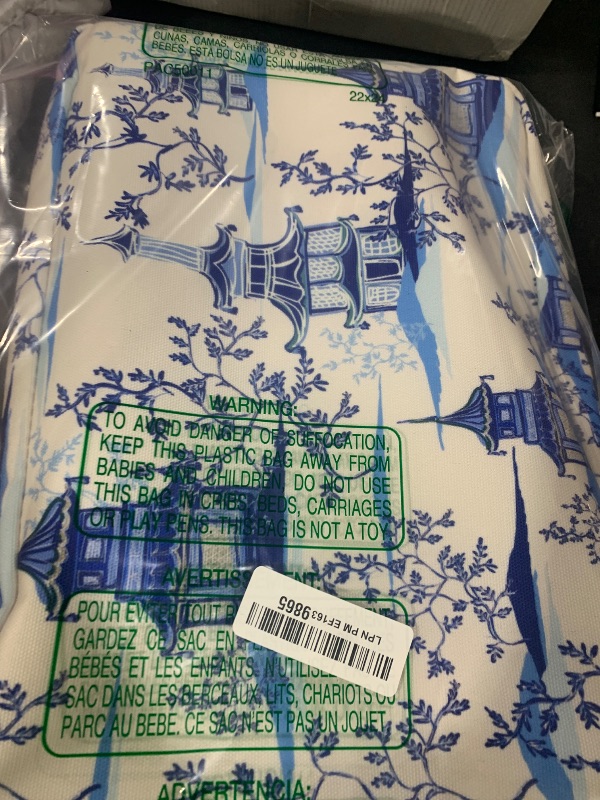 CUNAS, CAMAS, CARRIOLAS O CORRALES
BEBÉS. ESTA BOLSA NO ES UN JUGUETE
WARNING:
TO AVOID DANGER OF SUFFOCATION,
KEEP THIS PLASTIC BAG AWAY FROM
BABIES AND CHILDREN. DO NOT USE
THIS BAG IN CRIBS, BEDS, CARRIAGES
OR PLAY PENS. THIS BAG IS NOT A TOY
POUR EVITER TOUT
GARDEZ CE SAC EN
BÉBÉS ET LES ENFANTS. N'UTILISEZ
SAC DANS LES BERCEAUX, LITS, CHARIOTS OU
PARC AU BEBE. CE SAC N'EST PAS UN JOUET
LPN PM EF163 9865
ADVERTENCIA: